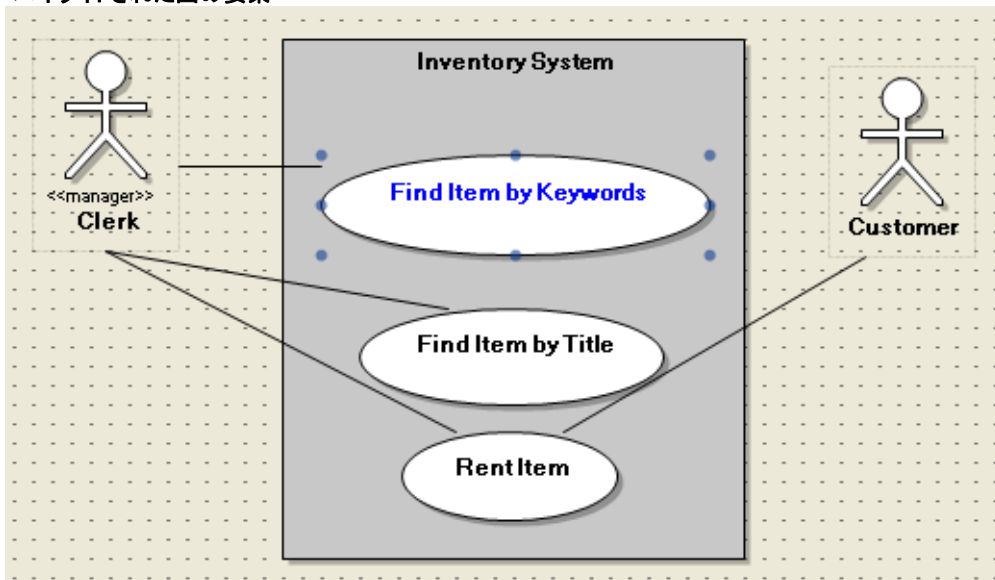 Inventory System
Find Item by Keywords
<<manager>>
Clerk
Customer
Find Item by Title
Rent Item